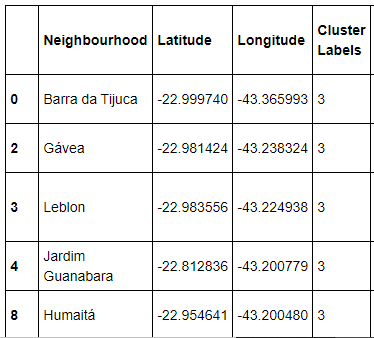 Neighbourhood Latitude Longitude Cluster Labels
0 Barra da Tijuca -22.999740 -43.365993 3
2 Gávea -22.981424 -43.238324 3
3 Leblon -22.983556 -43.224938 3
4 Jardim Guanabara -22.812836 -43.200779 3
8 Humaitá -22.954641 -43.200480 3